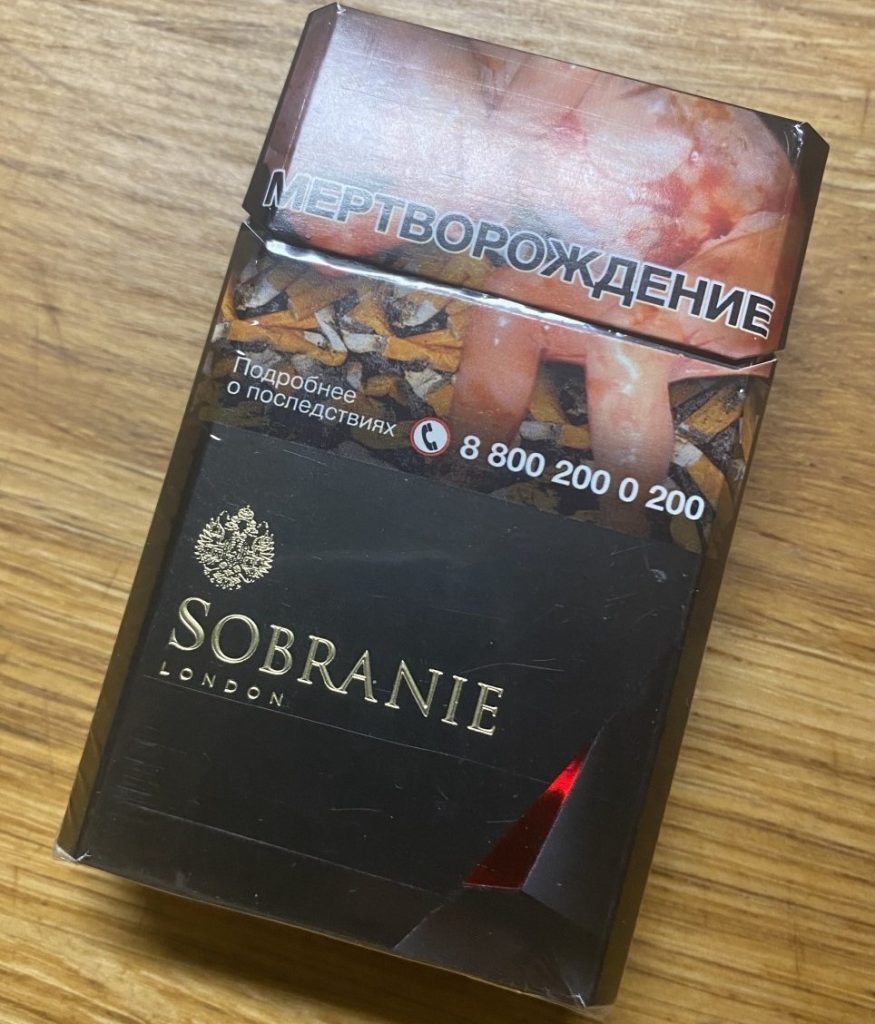 МЕРТВОРОЖДЕНИЕ
Подробнее
о последствиях 8 800 200 0 200
SOBRANIE
LONDON